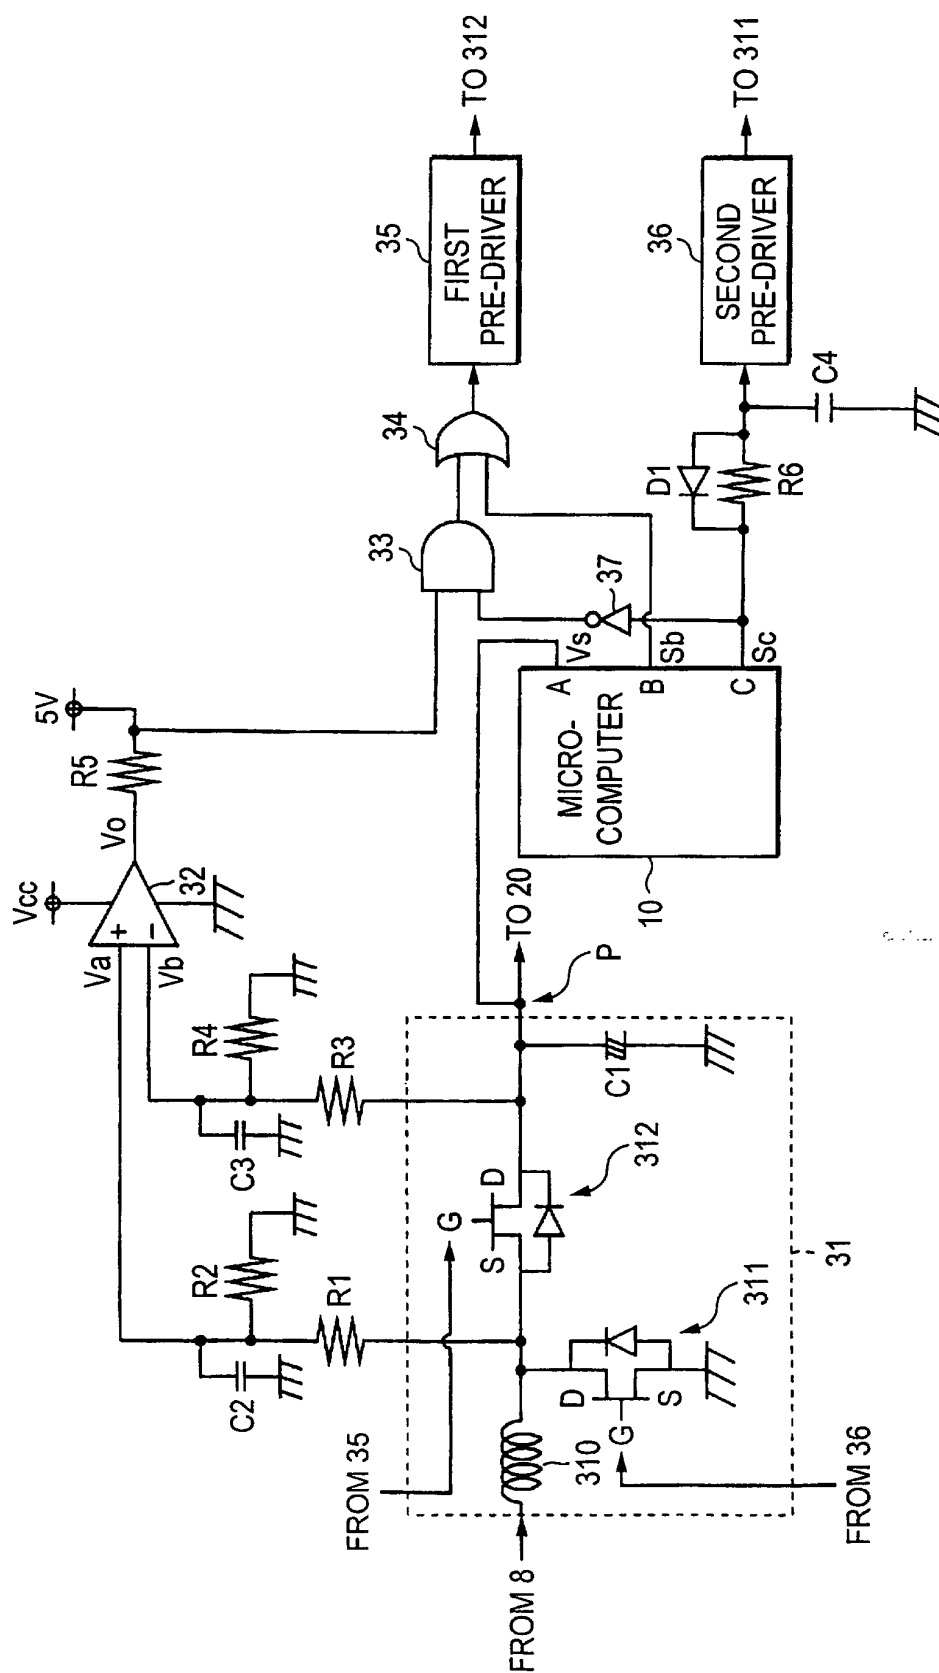 Vcc
5V
Va
Vb
+
-
32
Vo
R5
C2
R2
R1
C3
R4
R3
33
34
35
FIRST
PRE-DRIVER
TO 312
FROM 35
G
S
D
312
FROM 8
310
D
G
S
311
C1
31
FROM 36
P
TO 20
MICRO-
COMPUTER
10
A
Vs
B
Sb
C
Sc
37
D1
R6
C4
36
SECOND
PRE-DRIVER
TO 311